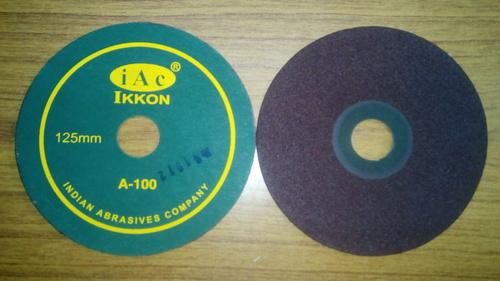 iAc®
IKKON
125mm
A-100
INDIAN ABRASIVES COMPANY